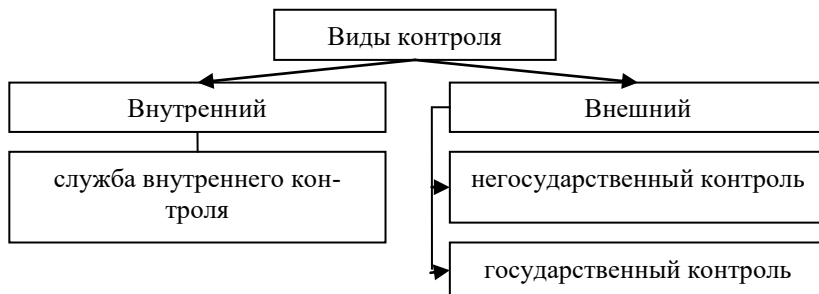 Виды контроля
Внутренний
Внешний
служба внутреннего кон-
троля
негосударственный контроль
государственный контроль